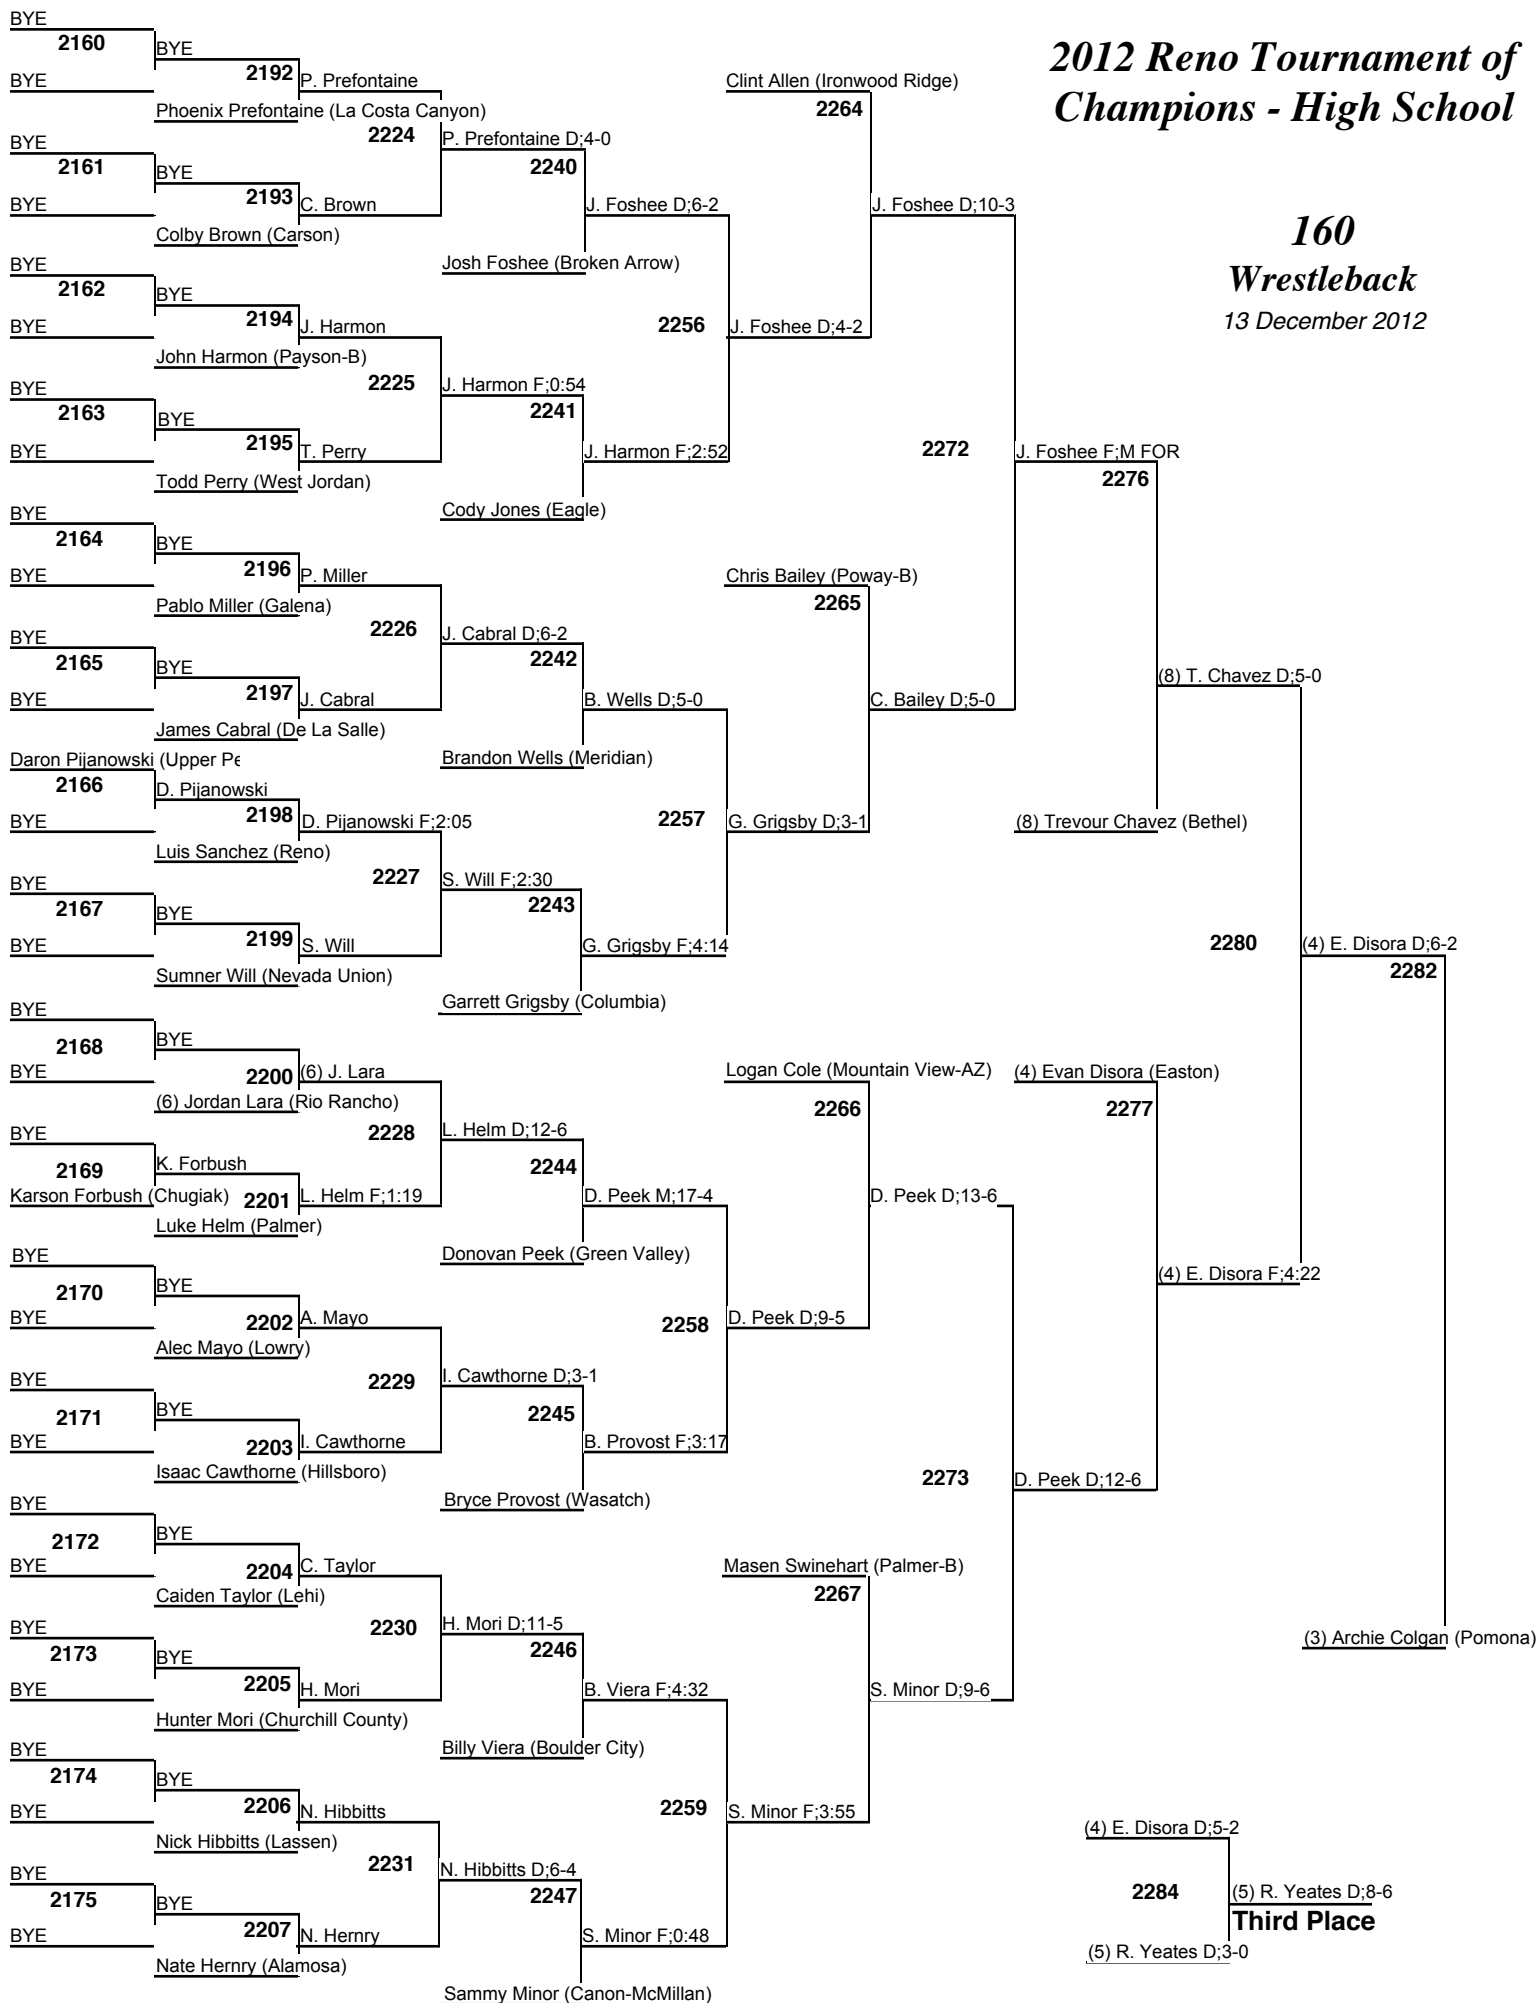 2012 Reno Tournament of
Champions - High School
160
Wrestleback
13 December 2012
BYE
2160
BYE
BYE
2192
P. Prefontaine
Phoenix Prefontaine (La Costa Canyon)
2224
P. Prefontaine D;4-0
BYE
2161
BYE
BYE
2193
C. Brown
Colby Brown (Carson)
2240
J. Foshee D;6-2
Josh Foshee (Broken Arrow)
BYE
2162
BYE
BYE
2194
J. Harmon
John Harmon (Payson-B)
2225
J. Harmon F;0:54
BYE
2163
BYE
BYE
2195
T. Perry
Todd Perry (West Jordan)
2241
J. Harmon F;2:52
Cody Jones (Eagle)
2256
J. Foshee D;4-2
Clint Allen (Ironwood Ridge)
2264
J. Foshee D;10-3
BYE
2164
BYE
BYE
2196
P. Miller
Pablo Miller (Galena)
2226
J. Cabral D;6-2
BYE
2165
BYE
BYE
2197
J. Cabral
James Cabral (De La Salle)
2242
B. Wells D;5-0
Brandon Wells (Meridian)
Daron Pijanowski (Upper Pe
2166
BYE
D. Pijanowski
2198
D. Pijanowski F;2:05
Luis Sanchez (Reno)
2227
S. Will F;2:30
BYE
2167
BYE
BYE
2199
S. Will
Sumner Will (Nevada Union)
2243
G. Grigsby F;4:14
Garrett Grigsby (Columbia)
2257
G. Grigsby D;3-1
Chris Bailey (Poway-B)
2265
C. Bailey D;5-0
2272
J. Foshee F;M FOR
2276
(8) T. Chavez D;5-0
(8) Trevour Chavez (Bethel)
BYE
2168
BYE
BYE
2200
(6) J. Lara
(6) Jordan Lara (Rio Rancho)
2228
L. Helm D;12-6
BYE
2169
Karson Forbush (Chugiak)
K. Forbush
2201
L. Helm F;1:19
Luke Helm (Palmer)
2244
D. Peek M;17-4
Donovan Peek (Green Valley)
BYE
2170
BYE
BYE
2202
A. Mayo
Alec Mayo (Lowry)
2229
I. Cawthorne D;3-1
BYE
2171
BYE
BYE
2203
I. Cawthorne
Isaac Cawthorne (Hillsboro)
2245
B. Provost F;3:17
Bryce Provost (Wasatch)
2258
D. Peek D;9-5
Logan Cole (Mountain View-AZ)
2266
D. Peek D;13-6
BYE
2172
BYE
BYE
2204
C. Taylor
Caiden Taylor (Lehi)
2230
H. Mori D;11-5
BYE
2173
BYE
BYE
2205
H. Mori
Hunter Mori (Churchill County)
2246
B. Viera F;4:32
Billy Viera (Boulder City)
BYE
2174
BYE
BYE
2206
N. Hibbitts
Nick Hibbitts (Lassen)
2231
N. Hibbitts D;6-4
BYE
2175
BYE
BYE
2207
N. Hernry
Nate Hernry (Alamosa)
2247
S. Minor F;0:48
Sammy Minor (Canon-McMillan)
2259
S. Minor F;3:55
Masen Swinehart (Palmer-B)
2267
S. Minor D;9-6
2273
D. Peek D;12-6
(4) Evan Disora (Easton)
2277
(4) E. Disora F;4:22
2280
(4) E. Disora D;6-2
2282
(3) Archie Colgan (Pomona)
(4) E. Disora D;5-2
2284
(5) R. Yeates D;8-6
Third Place
(5) R. Yeates D;3-0